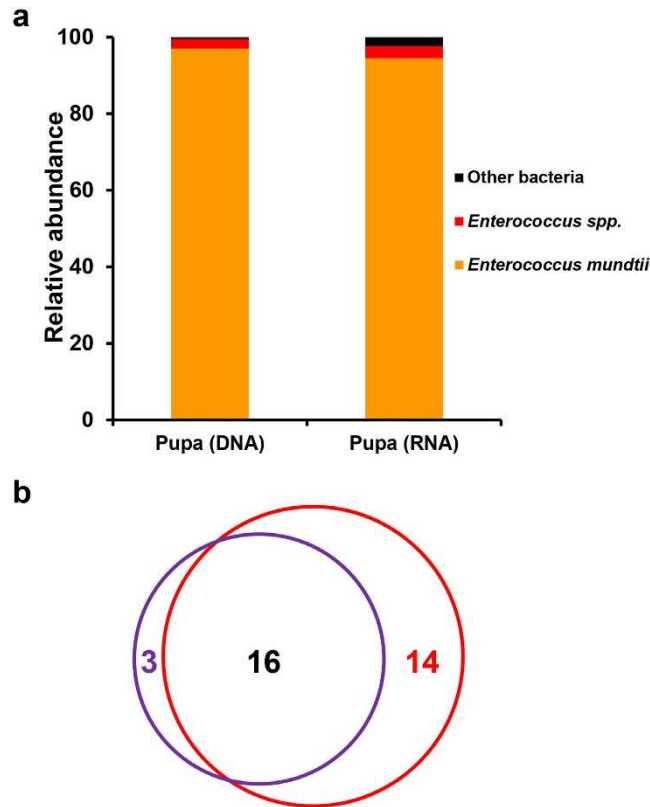 a
Relative abundance
100
80
60
40
20
0
Pupa (DNA)
Pupa (RNA)
Other bacteria
Enterococcus spp.
Enterococcus mundtii
b
3
16
14